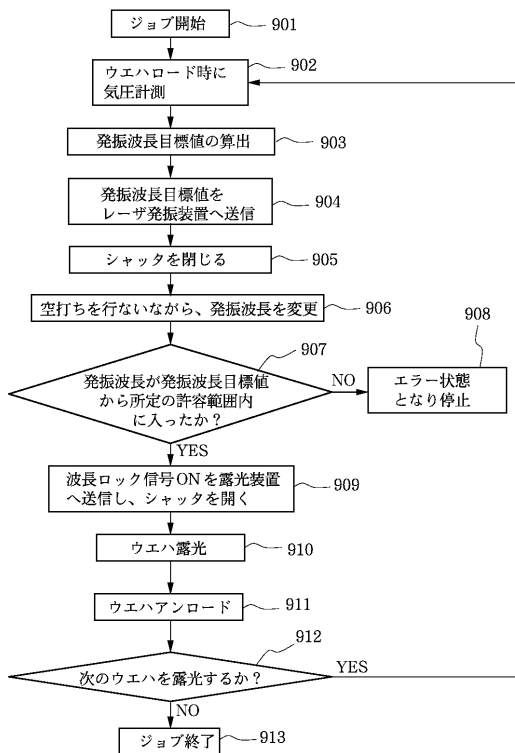 ジョブ開始
901
ウエハロード時に
気圧計測
902
発振波長目標値の算出
903
発振波長目標値を
レーザ発振装置へ送信
904
シャッタを閉じる
905
空打ちを行ないながら、発振波長を変更
906
907
908
発振波長が発振波長目標値
から所定の許容範囲内
に入ったか？
NO
エラー状態
となり停止
YES
波長ロック信号ONを露光装置
へ送信し、シャッタを開く
909
ウエハ露光
910
ウエハアンロード
911
912
次のウエハを露光するか？
YES
NO
ジョブ終了
913